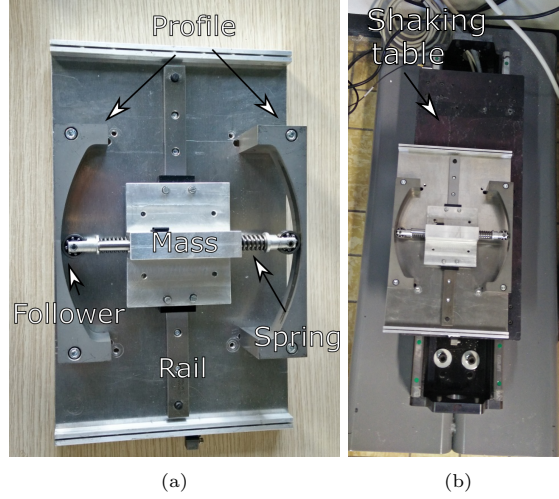 Profile
Shaking
table
Mass
Follower
Spring
Rail
(a)
(b)